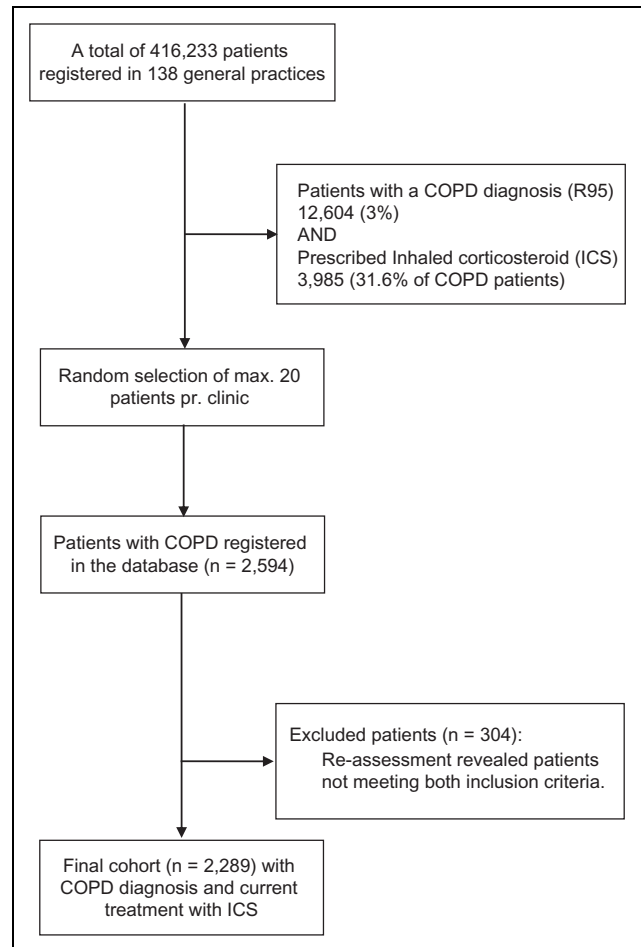 A total of 416,233 patients
registered in 138 general practices
Patients with a COPD diagnosis (R95)
12,604 (3%)
AND
Prescribed Inhaled corticosteroid (ICS)
3,985 (31.6% of COPD patients)
Random selection of max. 20
patients pr. clinic
Patients with COPD registered
in the database (n = 2,594)
Excluded patients (n = 304):
Re-assessment revealed patients
not meeting both inclusion criteria.
Final cohort (n = 2,289) with
COPD diagnosis and current
treatment with ICS